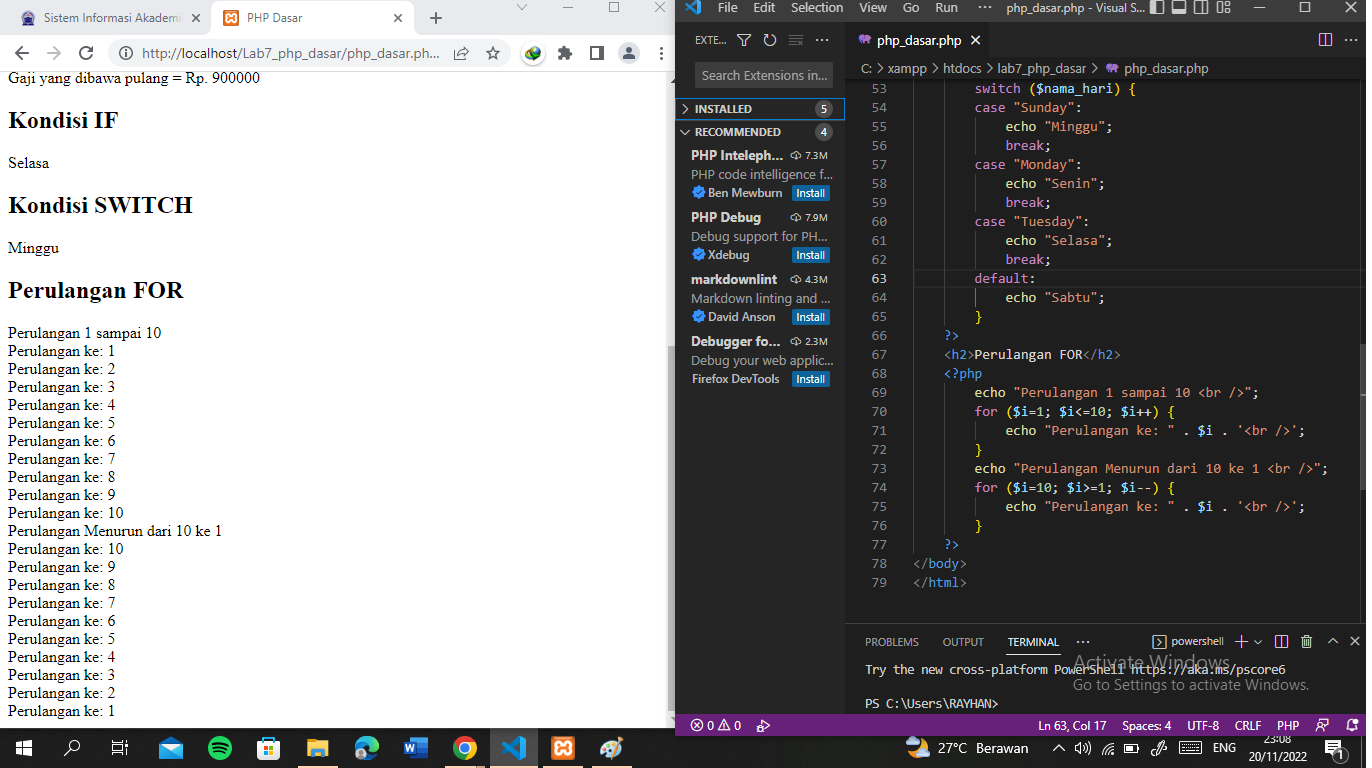 Sistem Informasi Akademi
PHP Dasar
http://localhost/Lab7_php_dasar/php_dasar.ph...
Gaji yang dibawa pulang = Rp. 900000
Kondisi IF
Selasa
Kondisi SWITCH
Minggu
Perulangan FOR
Perulangan 1 sampai 10
Perulangan ke: 1
Perulangan ke: 2
Perulangan ke: 3
Perulangan ke: 4
Perulangan ke: 5
Perulangan ke: 6
Perulangan ke: 7
Perulangan ke: 8
Perulangan ke: 9
Perulangan ke: 10
Perulangan Menurun dari 10 ke 1
Perulangan ke: 10
Perulangan ke: 9
Perulangan ke: 8
Perulangan ke: 7
Perulangan ke: 6
Perulangan ke: 5
Perulangan ke: 4
Perulangan ke: 3
Perulangan ke: 2
Perulangan ke: 1
File Edit Selection View Go Run ··· php_dasar.php - Visual S...
EXTE...
Search Extensions in...
INSTALLED 5
RECOMMENDED 4
PHP Inteleph... 7.3M
PHP code intelligence f...
Ben Mewburn Install
PHP Debug 7.9M
Debug support for PH...
Xdebug Install
markdownlint 4.3M
Markdown linting and ...
David Anson Install
Debugger fo... 2.3M
Debug your web applic...
Firefox DevTools Install
php_dasar.php
C: > xampp > htdocs > lab7_php_dasar > php_dasar.php
53 switch ($nama_hari) {
54 case "Sunday":
55 echo "Minggu";
56 break;
57 case "Monday":
58 echo "Senin";
59 break;
60 case "Tuesday":
61 echo "Selasa";
62 break;
63 default:
64 echo "Sabtu";
65 }
66 ?>
67 <h2>Perulangan FOR</h2>
68 <?php
69 echo "Perulangan 1 sampai 10 <br />";
70 for ($i=1; $i<=10; $i++) {
71 echo "Perulangan ke: " . $i . '<br />';
72 }
73 echo "Perulangan Menurun dari 10 ke 1 <br />";
74 for ($i=10; $i>=1; $i--) {
75 echo "Perulangan ke: " . $i . '<br />';
76 }
77 ?>
78 </body>
79 </html>
PROBLEMS OUTPUT TERMINAL ··· powershell
Try the new cross-platform PowerShell https://aka.ms/pscore6
PS C:\Users\RAYHAN>
Activate Windows
Go to Settings to activate Windows.
0 0 Ln 63, Col 17 Spaces: 4 UTF-8 CRLF PHP
27°C Berawan ENG 23:08
20/11/2022
1